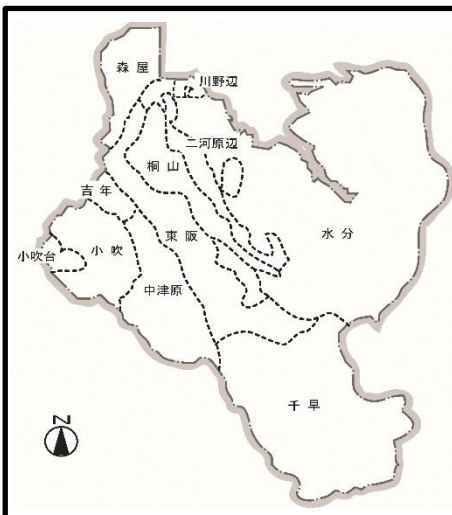 森屋
川野辺
二河原辺
桐山
吉年
東阪
水分
小吹台
小吹
中津原
千早
N